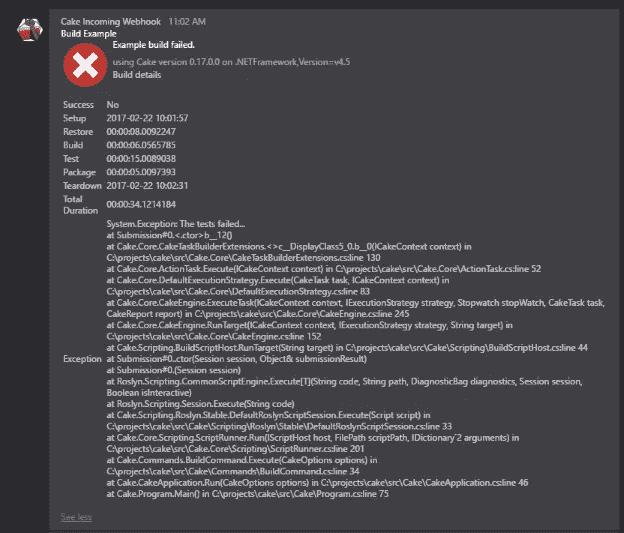 Cake Incoming Webhook 11:02 AM
Build Example
Example build failed.
using Cake version 0.17.0.0 on .NETFramework,Version=v4.5
Build details
Success No
Setup 2017-02-22 10:01:57
Restore 00:00:08.0092247
Build 00:00:06.0565785
Test 00:00:15.0089038
Package 00:00:05.0097393
Teardown 2017-02-22 10:02:31
Total Duration 00:00:34.1214184
System.Exception: The tests failed...
at Submission#0.<.ctor>b__12()
at Cake.Core.CakeTaskBuilderExtensions.<>c__DisplayClass5_0.b__0(ICakeContext context) in
C:\projects\cake\src\Cake.Core\CakeTaskBuilderExtensions.cs:line 130
at Cake.Core.ActionTask.Execute(ICakeContext context) in C:\projects\cake\src\Cake.Core\ActionTask.cs:line 52
at Cake.Core.DefaultExecutionStrategy.Execute(CakeTask task, ICakeContext context) in
C:\projects\cake\src\Cake.Core\DefaultExecutionStrategy.cs:line 83
at Cake.Core.CakeEngine.ExecuteTask(ICakeContext context, IExecutionStrategy strategy, Stopwatch stopWatch, CakeTask task,
CakeReport report) in C:\projects\cake\src\Cake.Core\CakeEngine.cs:line 245
at Cake.Core.CakeEngine.RunTarget(ICakeContext context, IExecutionStrategy strategy, String target) in
C:\projects\cake\src\Cake.Core\CakeEngine.cs:line 152
at Cake.Scripting.BuildScriptHost.RunTarget(String target) in C:\projects\cake\src\Cake\Scripting\BuildScriptHost.cs:line 44
Exception at Submission#0..ctor(Session session, Object& submissionResult)
at Submission#0.(Session session)
at Roslyn.Scripting.CommonScriptEngine.Execute[T](String code, String path, DiagnosticBag diagnostics, Session session,
Boolean isInteractive)
at Roslyn.Scripting.Session.Execute(String code)
at Cake.Scripting.Roslyn.Stable.DefaultRoslynScriptSession.Execute(Script script) in
C:\projects\cake\src\Cake\Scripting\Roslyn\Stable\DefaultRoslynScriptSession.cs:line 33
at Cake.Core.Scripting.ScriptRunner.Run(IScriptHost host, FilePath scriptPath, IDictionary`2 arguments) in
C:\projects\cake\src\Cake.Core\Scripting\ScriptRunner.cs:line 201
at Cake.Commands.BuildCommand.Execute(CakeOptions options) in
C:\projects\cake\src\Cake\Commands\BuildCommand.cs:line 34
at Cake.CakeApplication.Run(CakeOptions options) in C:\projects\cake\src\Cake\CakeApplication.cs:line 46
at Cake.Program.Main() in C:\projects\cake\src\Cake\Program.cs:line 75
See less